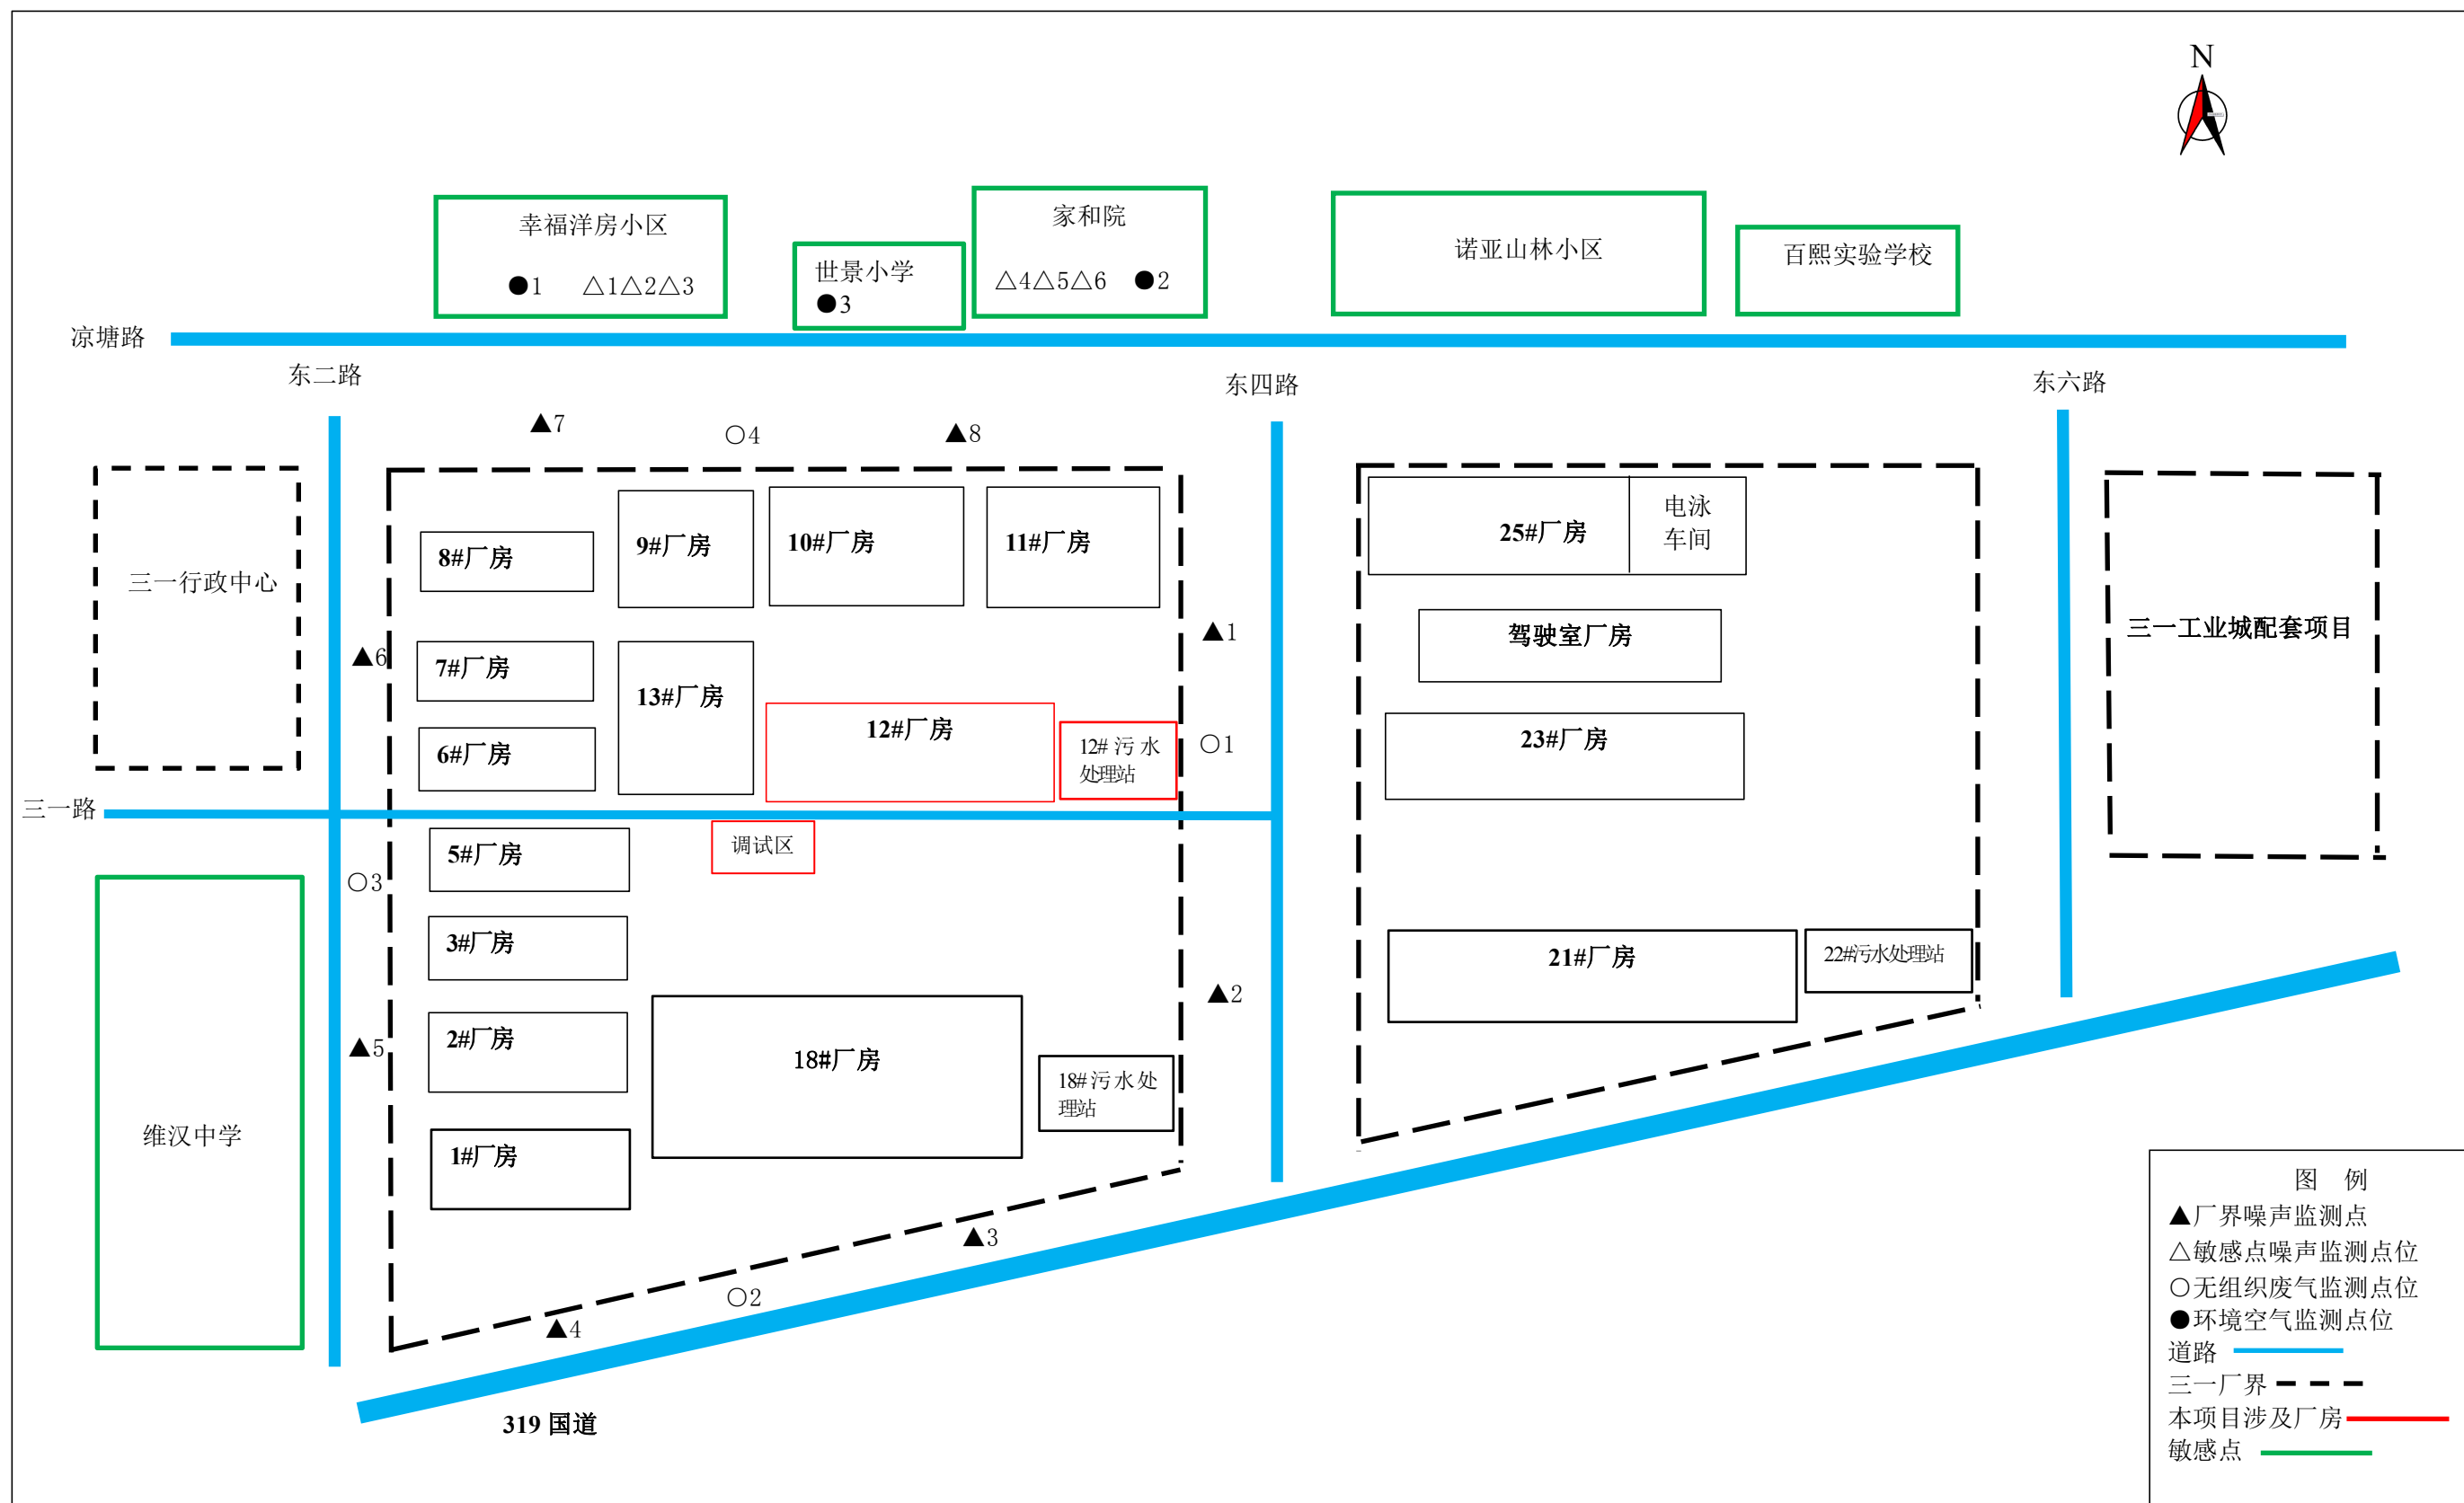 N
幸福洋房小区
●1 △1△2△3
世景小学
●3
家和院
△4△5△6 ●2
诺亚山林小区
百熙实验学校
凉塘路
东二路
东四路
东六路
▲7
○4
▲8
三一行政中心
8#厂房
9#厂房
10#厂房
11#厂房
25#厂房
电泳
车间
▲6
7#厂房
13#厂房
▲1
驾驶室厂房
三一工业城配套项目
6#厂房
12#厂房
12# 污 水
处理站
○1
23#厂房
三一路
5#厂房
调试区
○3
3#厂房
21#厂房
22#污水处理站
▲2
▲5
2#厂房
18#厂房
18# 污 水 处
理站
维汉中学
1#厂房
▲3
○2
▲4
319 国道
图 例
▲厂界噪声监测点
△敏感点噪声监测点位
○无组织废气监测点位
●环境空气监测点位
道路
三一厂界
本项目涉及厂房
敏感点